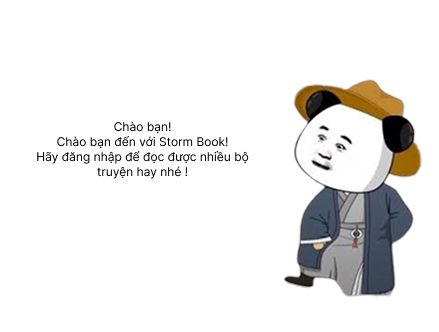 Chào bạn!
Chào bạn đến với Storm Book!
Hãy đăng nhập để đọc được nhiều bộ
truyện hay nhé !